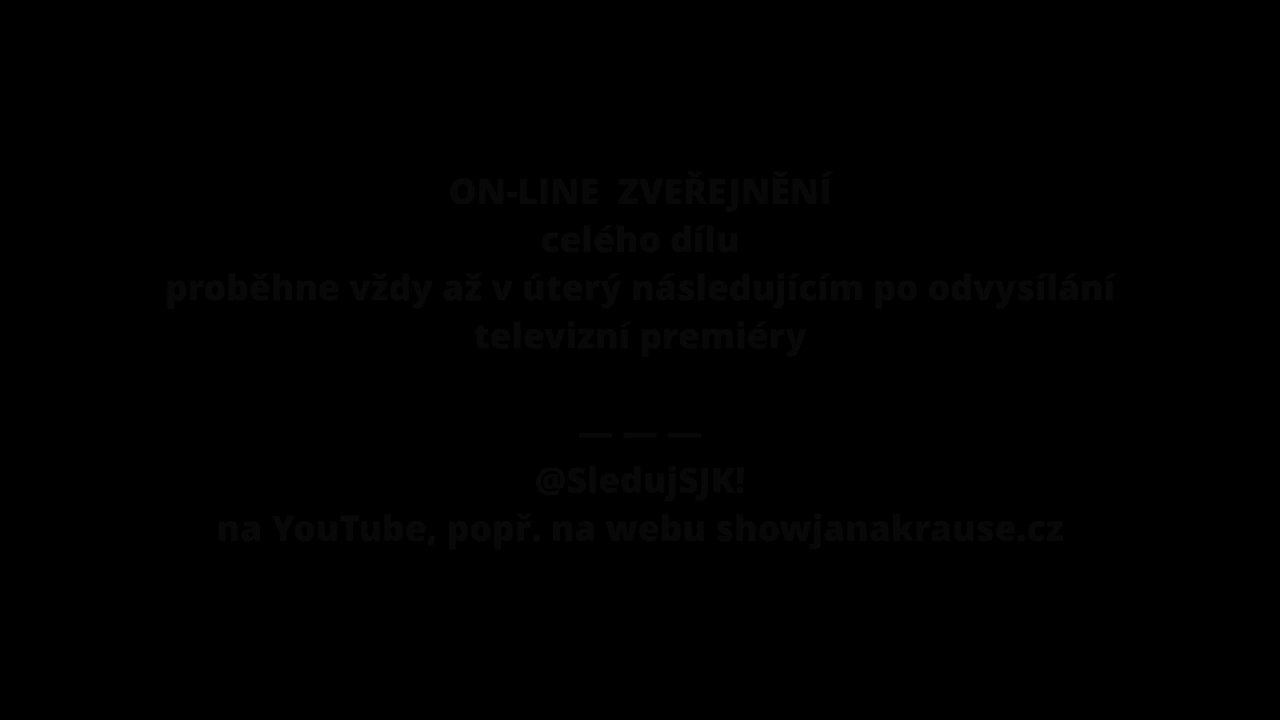 ON-LINE ZVEŘEJNĚNÍ
celého dílu
proběhne vždy až v úterý následujícím po odvysílání
televizní premiéry
— — —
@SledujSJK!
na YouTube, popř. na webu showjanakrause.cz